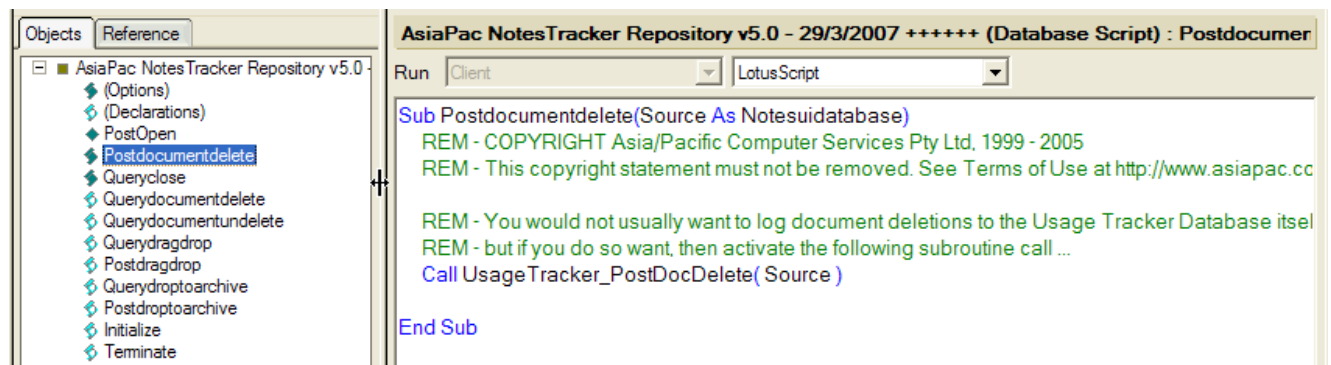 Objects
Reference
AsiaPac NotesTracker Repository v5.0 -
(Options)
(Declarations)
PostOpen
Postdocumentdelete
Queryclose
Querydocumentdelete
Querydocumentundelete
Querydragdrop
Postdragdrop
Querydroptoarchive
Postdroptoarchive
Initialize
Terminate
AsiaPac NotesTracker Repository v5.0 - 29/3/2007 ++++++ (Database Script) : Postdocumen
Run Client LotusScript
Sub Postdocumentdelete(Source As Notesuidatabase)
REM - COPYRIGHT Asia/Pacific Computer Services Pty Ltd, 1999 - 2005
REM - This copyright statement must not be removed. See Terms of Use at http://www.asiapac.cc
REM - You would not usually want to log document deletions to the Usage Tracker Database itsel
REM - but if you do so want, then activate the following subroutine call ...
Call UsageTracker_PostDocDelete( Source )
End Sub